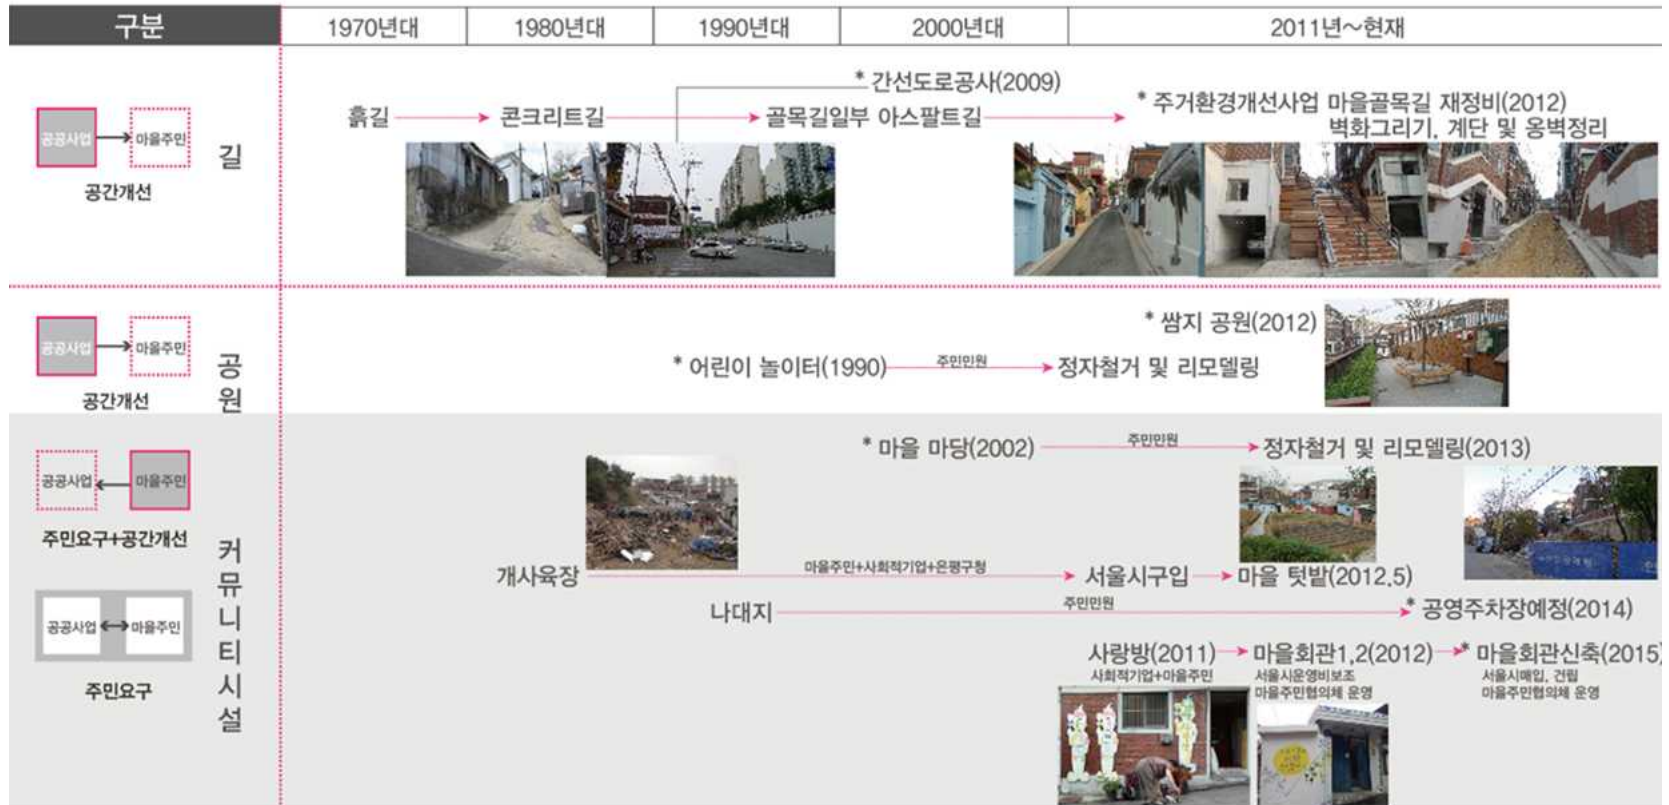 구분
1970년대
1980년대
1990년대
2000년대
2011년~현재
공공사업
마을주민
공간개선
길
* 간선도로공사(2009)
흙길
콘크리트길
골목길일부 아스팔트길
* 주거환경개선사업 마을골목길 재정비(2012)
벽화그리기, 계단 및 옹벽정리
공공사업
마을주민
공간개선
공원
* 쌈지 공원(2012)
* 어린이 놀이터(1990)
주민민원
정자철거 및 리모델링
공공사업
마을주민
주민요구+공간개선
공공사업
마을주민
주민요구
커뮤니티시설
* 마을 마당(2002)
주민민원
정자철거 및 리모델링(2013)
개사육장
마을주민+사회적기업+은평구청
서울시구입
마을 텃밭(2012.5)
나대지
주민민원
* 공영주차장예정(2014)
사랑방(2011)
사회적기업+마을주민
마을회관1,2(2012)
서울시운영비보조
마을주민협의체 운영
* 마을회관신축(2015)
서울시매입, 건립
마을주민협의체 운영